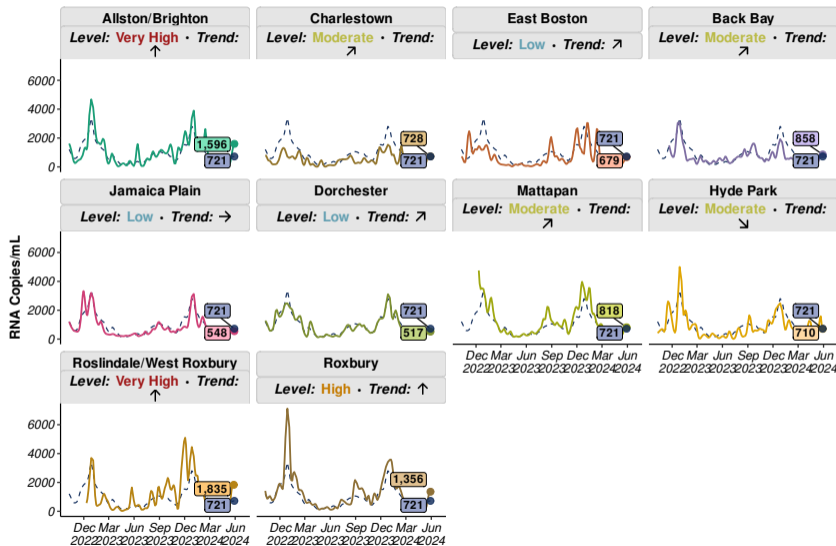 Allston/Brighton
Level: Very High · Trend: ↑
Charlestown
Level: Moderate · Trend: ↗
East Boston
Level: Low · Trend: ↗
Back Bay
Level: Moderate · Trend: ↗
6000
4000
2000
0
1,596
721
728
721
721
679
858
721
Jamaica Plain
Level: Low · Trend: →
Dorchester
Level: Low · Trend: ↗
Mattapan
Level: Moderate · Trend: ↗
Hyde Park
Level: Moderate · Trend: ↘
RNA Copies/mL
6000
4000
2000
0
721
548
721
517
818
721
721
710
Dec 2022 Mar 2023 Jun 2023 Sep 2023 Dec 2023 Mar 2024 Jun 2024
Dec 2022 Mar 2023 Jun 2023 Sep 2023 Dec 2023 Mar 2024 Jun 2024
Roslindale/West Roxbury
Level: Very High · Trend: ↑
Roxbury
Level: High · Trend: ↑
6000
4000
2000
0
1,835
721
1,356
721
Dec 2022 Mar 2023 Jun 2023 Sep 2023 Dec 2023 Mar 2024 Jun 2024
Dec 2022 Mar 2023 Jun 2023 Sep 2023 Dec 2023 Mar 2024 Jun 2024